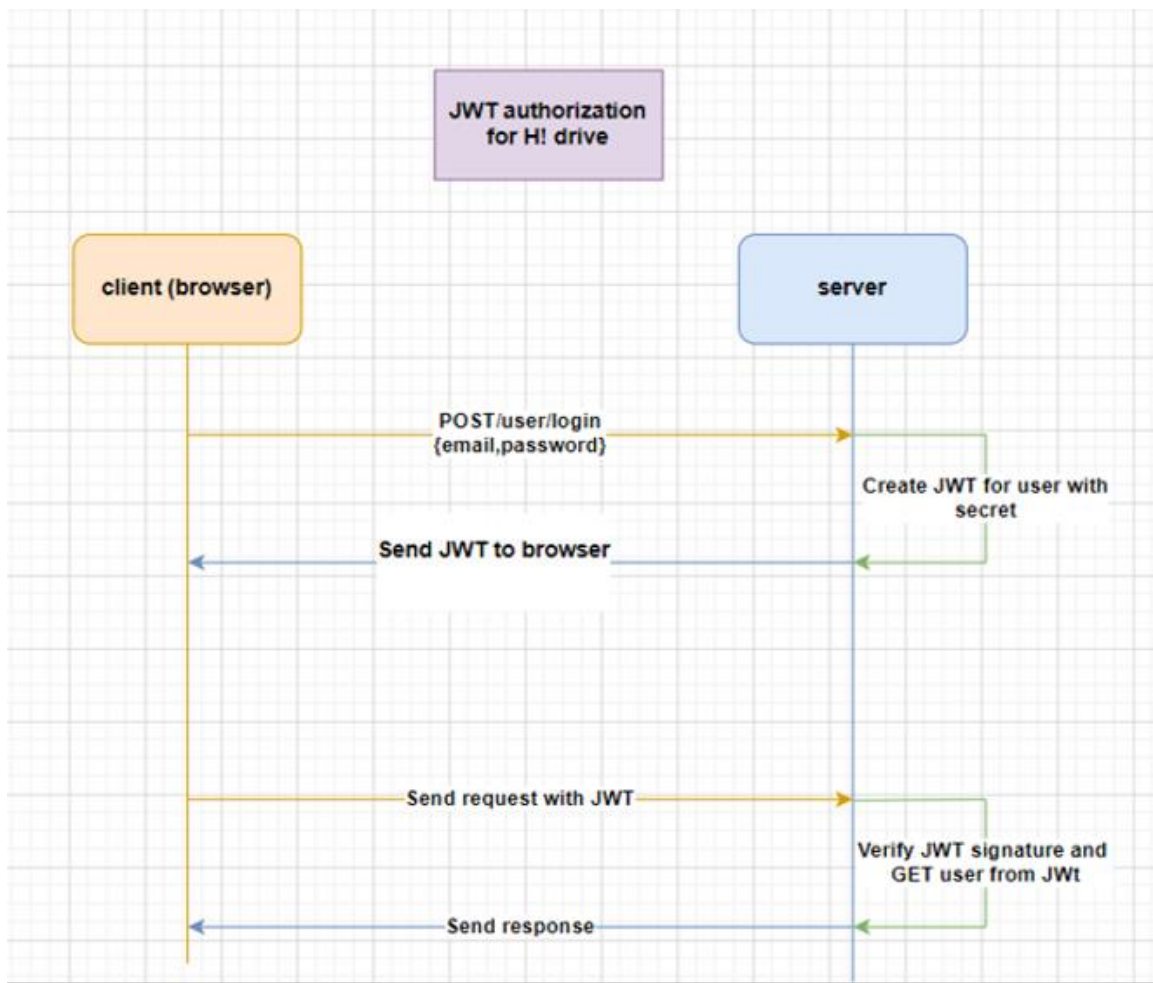 JWT authorization
for H! drive
client (browser)
server
POST/user/login
{email,password}
Create JWT for user with
secret
Send JWT to browser
Send request with JWT
Verify JWT signature and
GET user from JWt
Send response